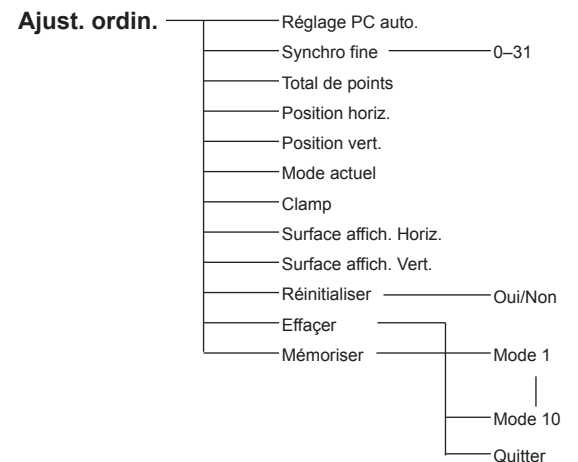 Ajust. ordin.
Réglage PC auto.
Synchro fine 0–31
Total de points
Position horiz.
Position vert.
Mode actuel
Clamp
Surface affich. Horiz.
Surface affich. Vert.
Réinitialiser Oui/Non
Effaçer
Mémoriser Mode 1
Mode 10
Quitter